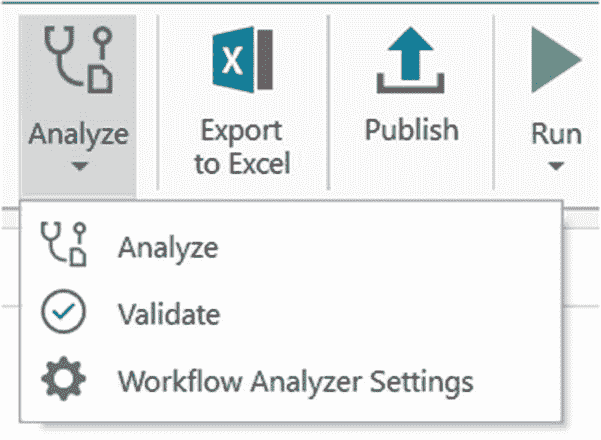 Analyze
Export
to Excel
Publish
Run
Analyze
Validate
Workflow Analyzer Settings